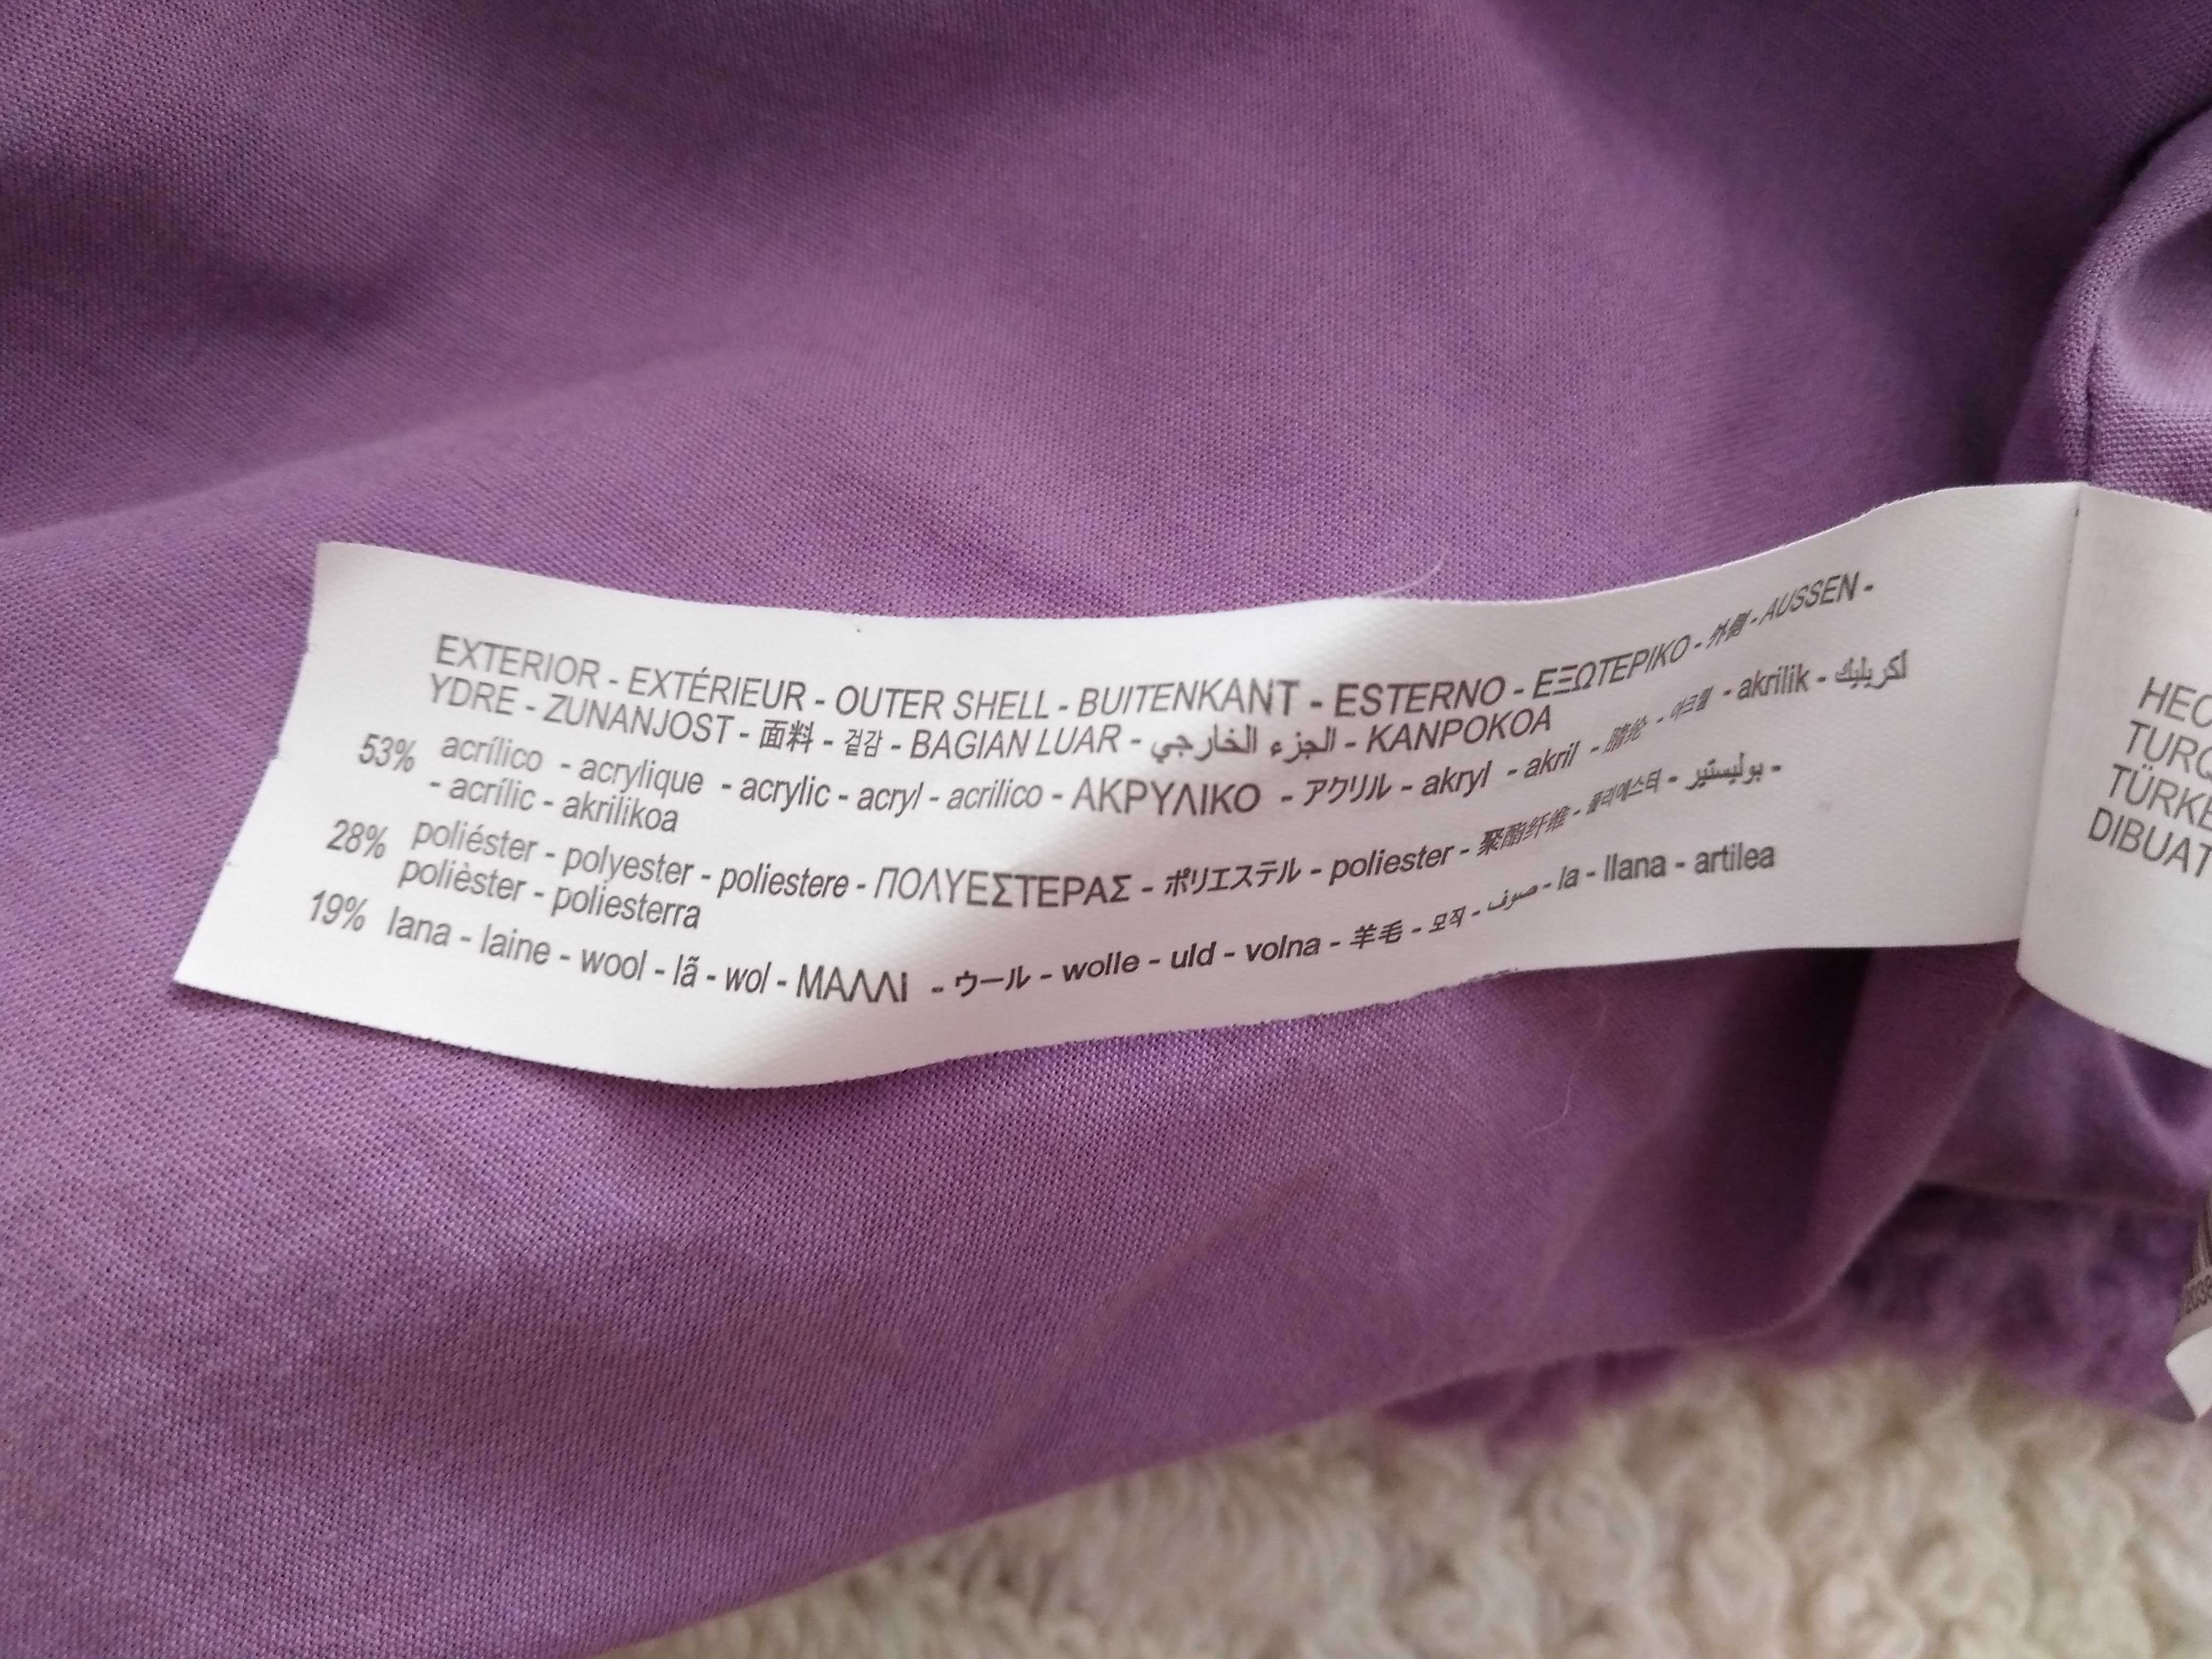 EXTERIOR - EXTÉRIEUR - OUTER SHELL - BUITENKANT - ESTERNO - ΕΞΩΤΕΡΙΚΟ - 外側 - AUSSEN -
YDRE - ZUNANJOST - 面料 - 겉감 - BAGIAN LUAR - الجزء الخارجي - KANPOKOA
53% acrílico - acrylique - acrylic - acryl - acrilico - ΑΚΡΥΛΙΚΟ - アクリル - akryl - akril - 腈纶 - 아크릴 - akrilik - أكريليك
- acrílic - akrilikoa
28% poliéster - polyester - poliestere - ΠΟΛΥΕΣΤΕΡΑΣ - ポリエステル - poliester - 聚酯纤维 - 폴리에스터 - بوليستير -
polièster - poliesterra
19% lana - laine - wool - lã - wol - ΜΑΛΛΙ - ウール - wolle - uld - volna - 羊毛 - 모직 - صوف - la - llana - artilea
HEC
TURQ
TÜRKE
DIBUAT